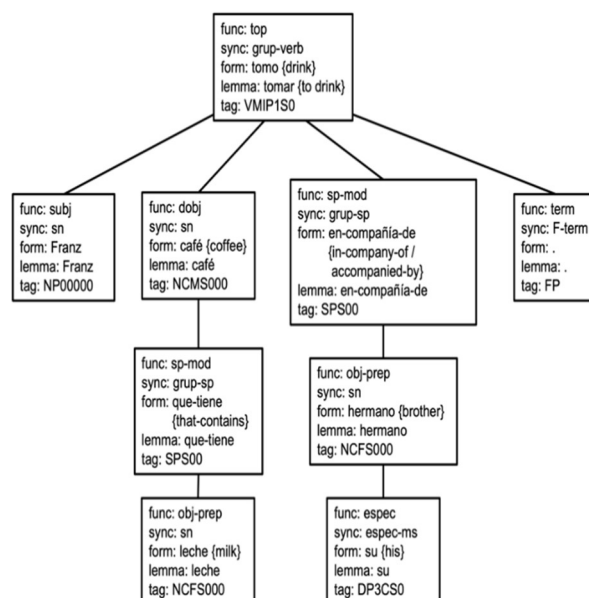 func: top
sync: grup-verb
form: tomo {drink}
lemma: tomar {to drink}
tag: VMIP1S0
func: subj
sync: sn
form: Franz
lemma: Franz
tag: NP00000
func: dobj
sync: sn
form: café {coffee}
lemma: café
tag: NCMS000
func: sp-mod
sync: grup-sp
form: en-compañía-de
{in-company-of /
accompanied-by}
lemma: en-compañía-de
tag: SPS00
func: term
sync: F-term
form: .
lemma: .
tag: FP
func: sp-mod
sync: grup-sp
form: que-tiene
{that-contains}
lemma: que-tiene
tag: SPS00
func: obj-prep
sync: sn
form: hermano {brother}
lemma: hermano
tag: NCFS000
func: obj-prep
sync: sn
form: leche {milk}
lemma: leche
tag: NCFS000
func: espec
sync: espec-ms
form: su {his}
lemma: su
tag: DP3CS0